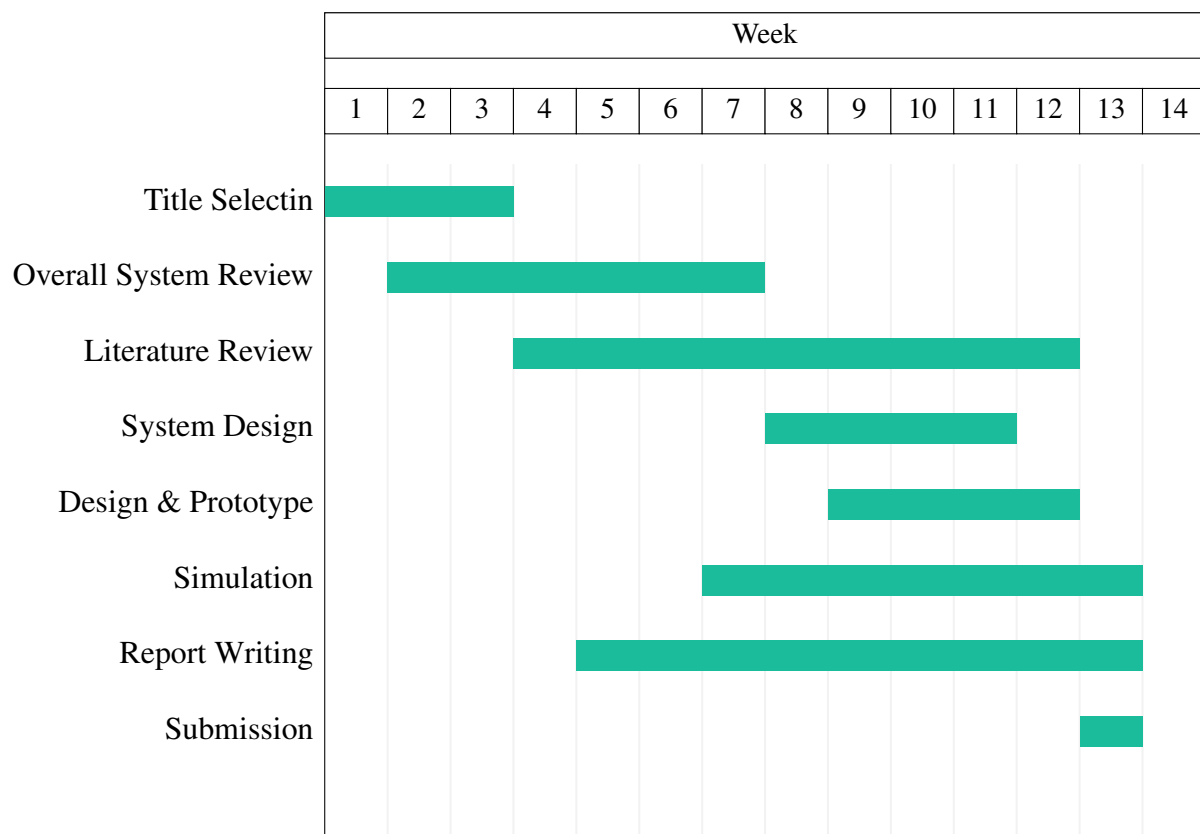 Week
1 2 3 4 5 6 7 8 9 10 11 12 13 14
Title Selectin
Overall System Review
Literature Review
System Design
Design & Prototype
Simulation
Report Writing
Submission